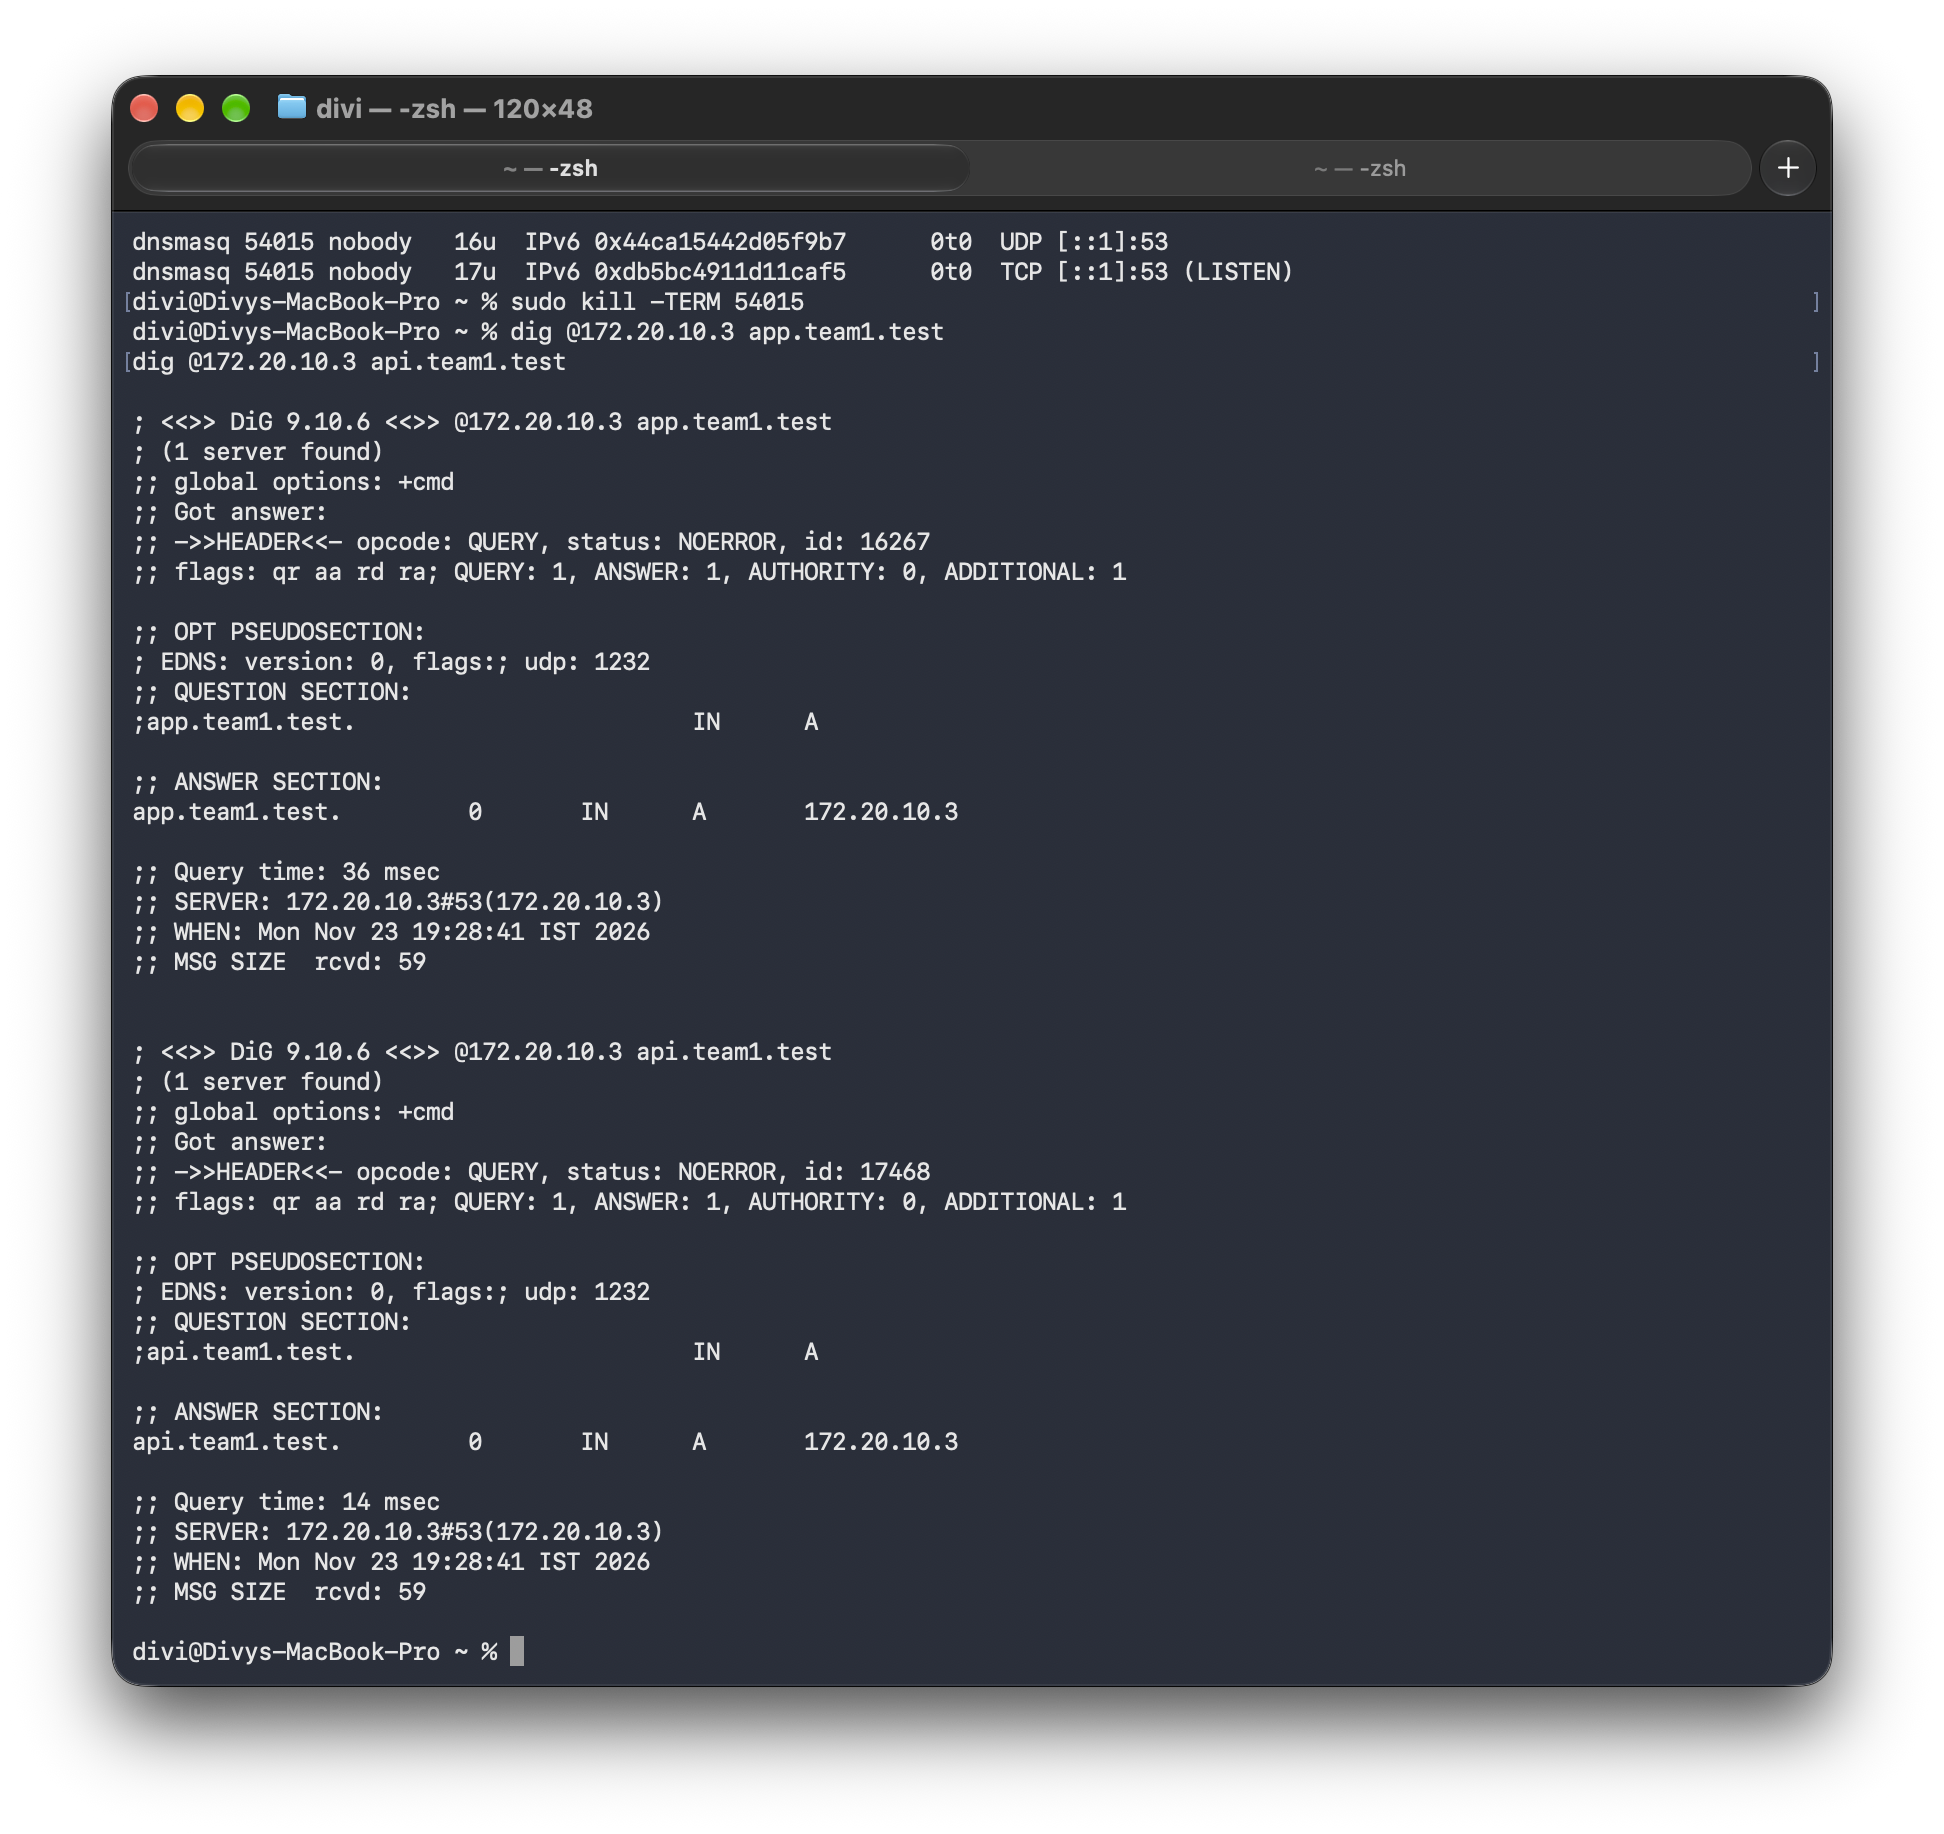 divi — -zsh — 120×48
~ — -zsh
~ — -zsh
+
dnsmasq 54015 nobody   16u  IPv6 0x44ca15442d05f9b7      0t0  UDP [::1]:53
dnsmasq 54015 nobody   17u  IPv6 0xdb5bc4911d11caf5      0t0  TCP [::1]:53 (LISTEN)
[divi@Divys-MacBook-Pro ~ % sudo kill -TERM 54015 ]
divi@Divys-MacBook-Pro ~ % dig @172.20.10.3 app.team1.test
[dig @172.20.10.3 api.team1.test ]
; <<>> DiG 9.10.6 <<>> @172.20.10.3 app.team1.test
; (1 server found)
;; global options: +cmd
;; Got answer:
;; ->>HEADER<<- opcode: QUERY, status: NOERROR, id: 16267
;; flags: qr aa rd ra; QUERY: 1, ANSWER: 1, AUTHORITY: 0, ADDITIONAL: 1
;; OPT PSEUDOSECTION:
; EDNS: version: 0, flags:; udp: 1232
;; QUESTION SECTION:
;app.team1.test.                        IN      A
;; ANSWER SECTION:
app.team1.test.         0       IN      A       172.20.10.3
;; Query time: 36 msec
;; SERVER: 172.20.10.3#53(172.20.10.3)
;; WHEN: Mon Nov 23 19:28:41 IST 2026
;; MSG SIZE  rcvd: 59
; <<>> DiG 9.10.6 <<>> @172.20.10.3 api.team1.test
; (1 server found)
;; global options: +cmd
;; Got answer:
;; ->>HEADER<<- opcode: QUERY, status: NOERROR, id: 17468
;; flags: qr aa rd ra; QUERY: 1, ANSWER: 1, AUTHORITY: 0, ADDITIONAL: 1
;; OPT PSEUDOSECTION:
; EDNS: version: 0, flags:; udp: 1232
;; QUESTION SECTION:
;api.team1.test.                        IN      A
;; ANSWER SECTION:
api.team1.test.         0       IN      A       172.20.10.3
;; Query time: 14 msec
;; SERVER: 172.20.10.3#53(172.20.10.3)
;; WHEN: Mon Nov 23 19:28:41 IST 2026
;; MSG SIZE  rcvd: 59
divi@Divys-MacBook-Pro ~ %